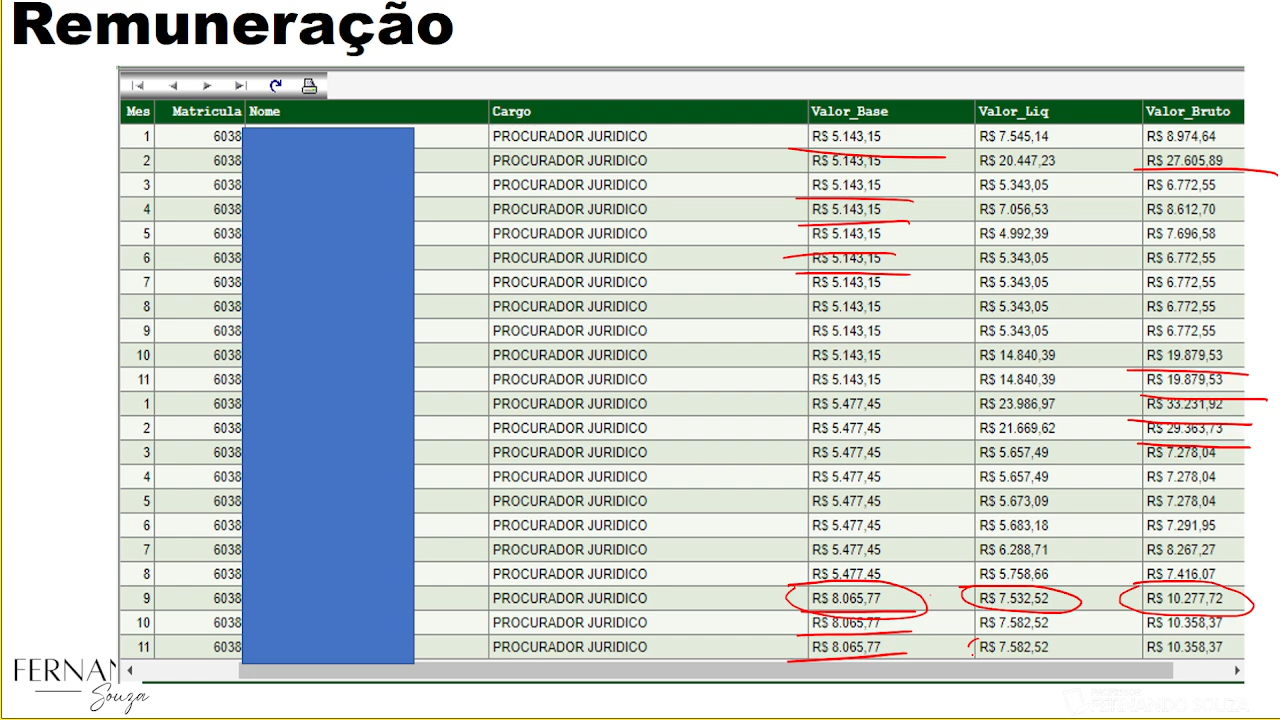 Remuneração
Mes Matricula Nome Cargo Valor_Base Valor_Liq Valor_Bruto
1 6038 PROCURADOR JURIDICO R$ 5.143,15 R$ 7.545,14 R$ 8.974,64
2 6038 PROCURADOR JURIDICO R$ 5.143,15 R$ 20.447,23 R$ 27.605,89
3 6038 PROCURADOR JURIDICO R$ 5.143,15 R$ 5.343,05 R$ 6.772,55
4 6038 PROCURADOR JURIDICO R$ 5.143,15 R$ 7.056,53 R$ 8.612,70
5 6038 PROCURADOR JURIDICO R$ 5.143,15 R$ 4.992,39 R$ 7.696,58
6 6038 PROCURADOR JURIDICO R$ 5.143,15 R$ 5.343,05 R$ 6.772,55
7 6038 PROCURADOR JURIDICO R$ 5.143,15 R$ 5.343,05 R$ 6.772,55
8 6038 PROCURADOR JURIDICO R$ 5.143,15 R$ 5.343,05 R$ 6.772,55
9 6038 PROCURADOR JURIDICO R$ 5.143,15 R$ 5.343,05 R$ 6.772,55
10 6038 PROCURADOR JURIDICO R$ 5.143,15 R$ 14.840,39 R$ 19.879,53
11 6038 PROCURADOR JURIDICO R$ 5.143,15 R$ 14.840,39 R$ 19.879,53
1 6038 PROCURADOR JURIDICO R$ 5.477,45 R$ 23.986,97 R$ 33.231,92
2 6038 PROCURADOR JURIDICO R$ 5.477,45 R$ 21.669,62 R$ 29.363,73
3 6038 PROCURADOR JURIDICO R$ 5.477,45 R$ 5.657,49 R$ 7.278,04
4 6038 PROCURADOR JURIDICO R$ 5.477,45 R$ 5.657,49 R$ 7.278,04
5 6038 PROCURADOR JURIDICO R$ 5.477,45 R$ 5.673,09 R$ 7.278,04
6 6038 PROCURADOR JURIDICO R$ 5.477,45 R$ 5.683,18 R$ 7.291,95
7 6038 PROCURADOR JURIDICO R$ 5.477,45 R$ 6.288,71 R$ 8.267,27
8 6038 PROCURADOR JURIDICO R$ 5.477,45 R$ 5.758,66 R$ 7.416,07
9 6038 PROCURADOR JURIDICO R$ 8.065,77 R$ 7.532,52 R$ 10.277,72
10 6038 PROCURADOR JURIDICO R$ 8.065,77 R$ 7.582,52 R$ 10.358,37
11 6038 PROCURADOR JURIDICO R$ 8.065,77 R$ 7.582,52 R$ 10.358,37
FERNAN
Souza
PROFESSOR
FERNANDO SOUZA